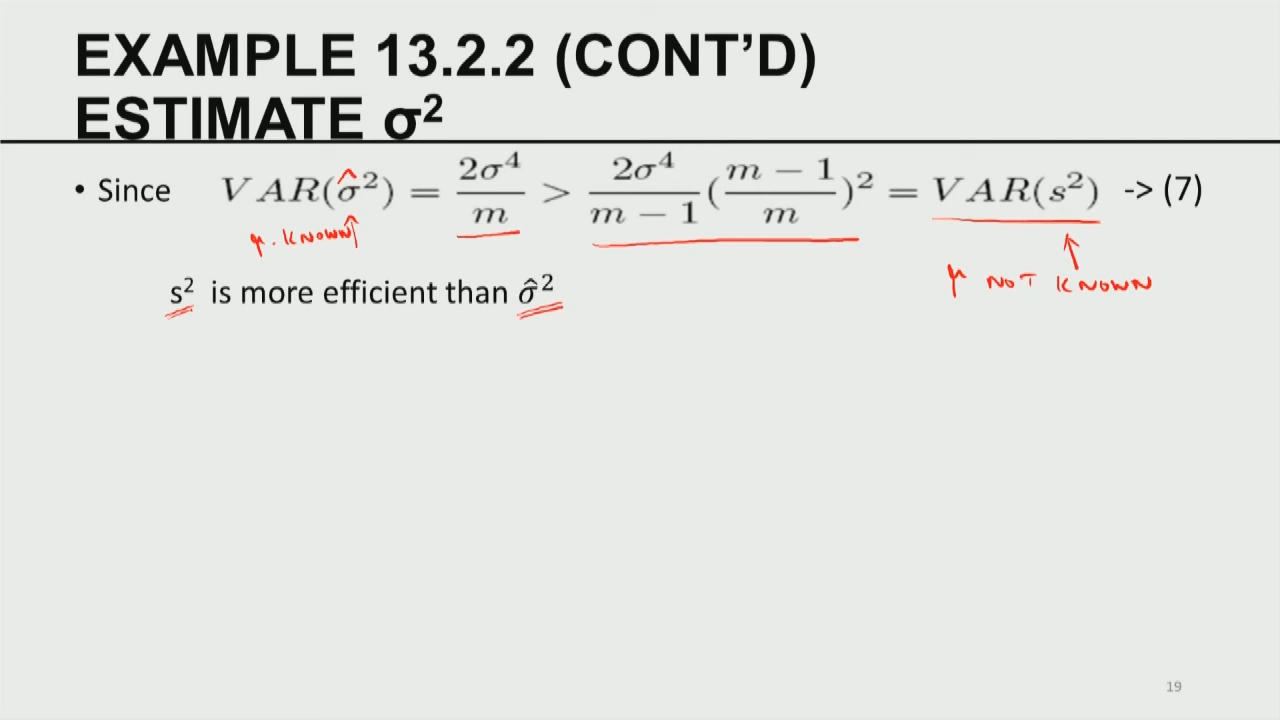 EXAMPLE 13.2.2 (CONT’D)
ESTIMATE σ²
• Since VAR(σ̂²) = 2σ⁴/m > 2σ⁴/(m − 1) ((m − 1)/m)² = VAR(s²) -> (7)
μ. KNOWN
μ NOT KNOWN
s² is more efficient than σ̂²
19